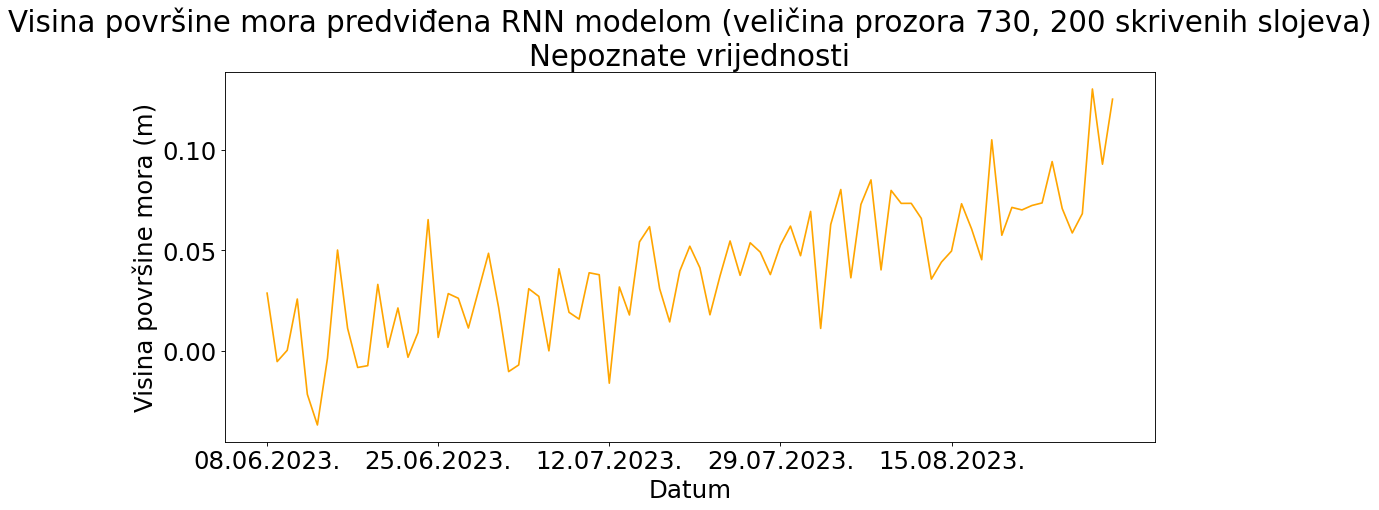 Visina površine mora predviđena RNN modelom (veličina prozora 730, 200 skrivenih slojeva)
Nepoznate vrijednosti
Visina površine mora (m)
0.10
0.05
0.00
08.06.2023. 25.06.2023. 12.07.2023. 29.07.2023. 15.08.2023.
Datum